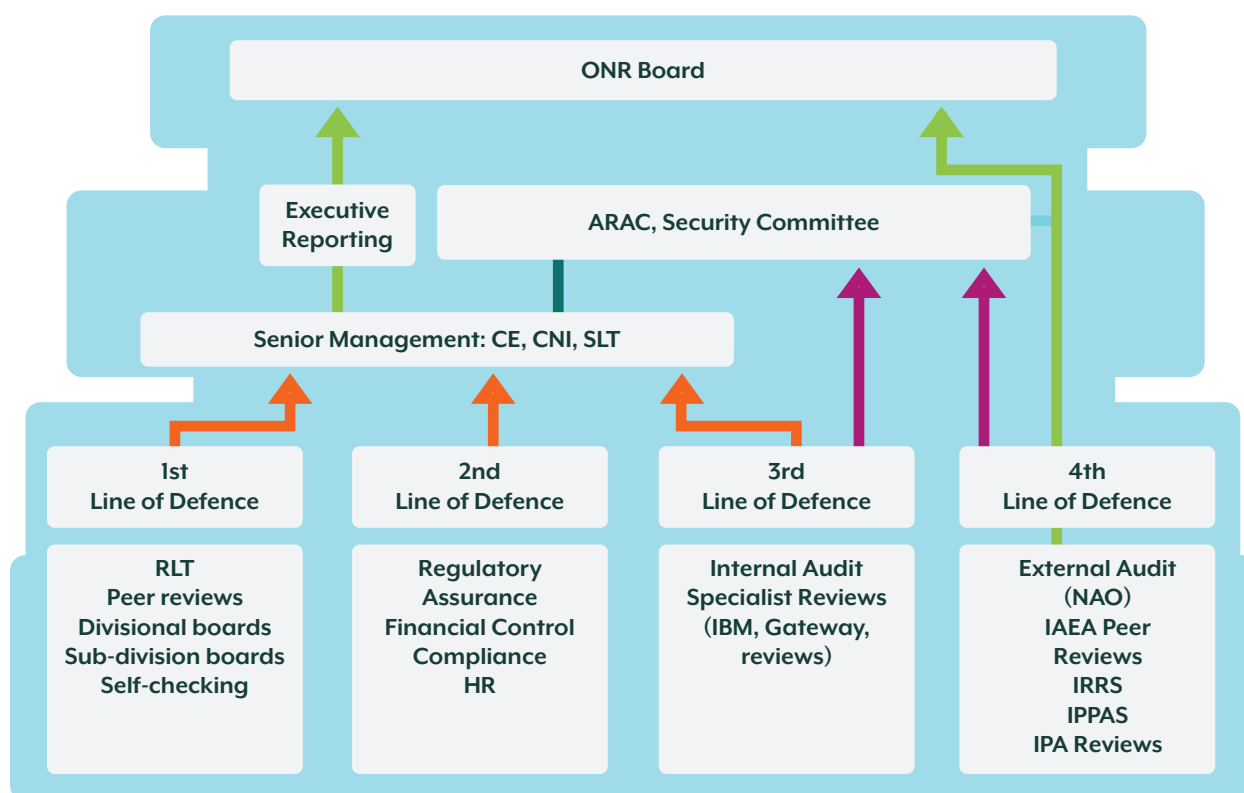 ONR Board
Executive
Reporting
ARAC, Security Committee
Senior Management: CE, CNI, SLT
1st
Line of Defence
2nd
Line of Defence
3rd
Line of Defence
4th
Line of Defence
RLT
Peer reviews
Divisional boards
Sub-division boards
Self-checking
Regulatory
Assurance
Financial Control
Compliance
HR
Internal Audit
Specialist Reviews
(IBM, Gateway,
reviews)
External Audit
(NAO)
IAEA Peer
Reviews
IRRS
IPPAS
IPA Reviews